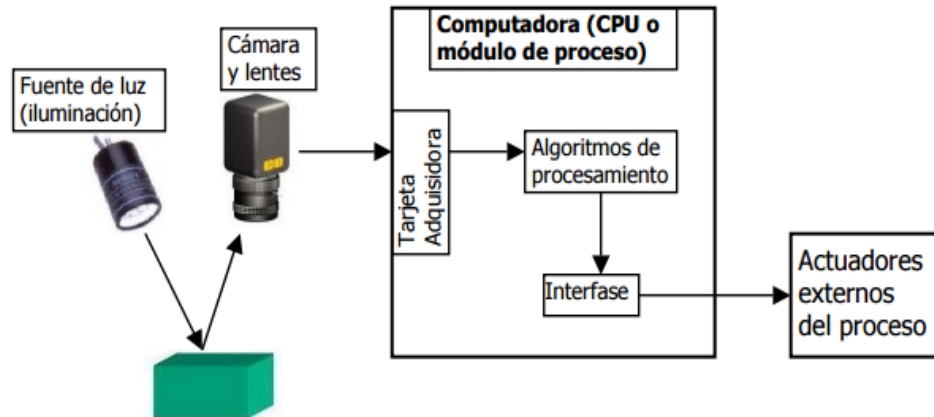 Fuente de luz
(iluminación)
Cámara
y lentes
Computadora (CPU o
módulo de proceso)
Tarjeta
Adquisidora
Algoritmos de
procesamiento
Interfase
Actuadores
externos
del proceso